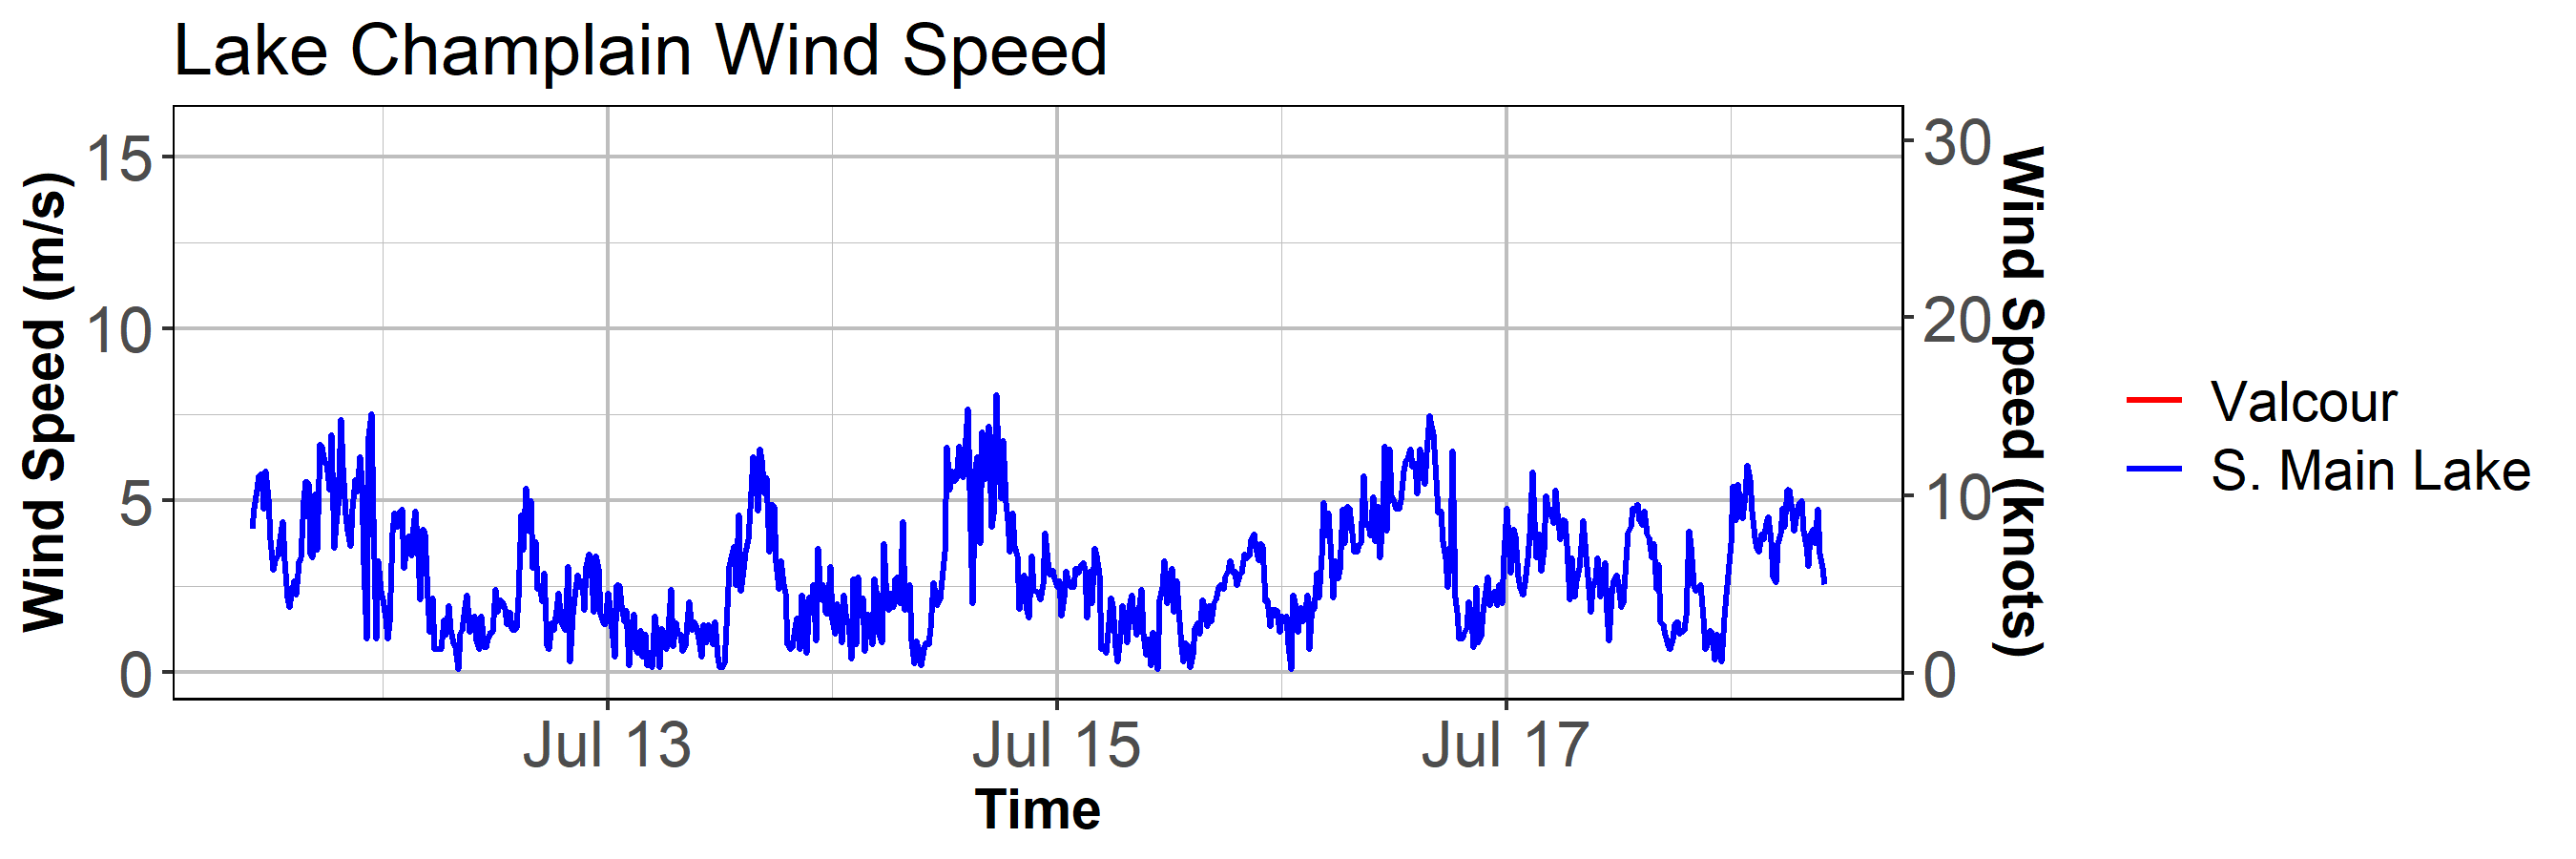 Lake Champlain Wind Speed
Wind Speed (m/s)
15
10
5
0
30
20
10
0
Wind Speed (knots)
Jul 13
Jul 15
Jul 17
Time
Valcour
S. Main Lake